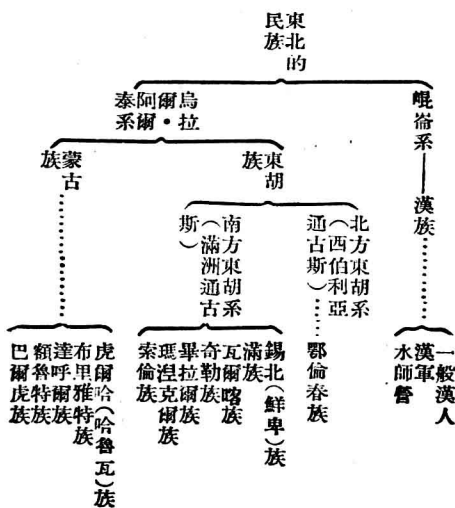 東北的
民族
崐崙系——漢族……
一般漢人
漢軍
水師營
烏拉
爾·
阿爾
泰系
東胡
族
北方東胡系
(西伯利亞
通古斯)……鄂倫春族
南方東胡系
(滿洲通古
斯)
錫北(鮮卑)族
滿族
瓦爾喀族
奇勒族
畢拉爾族
瑪涅克爾族
索倫族
蒙古
族……
虎爾哈(哈魯瓦)族
布里雅特族
達呼爾族
額魯特族
巴爾虎族